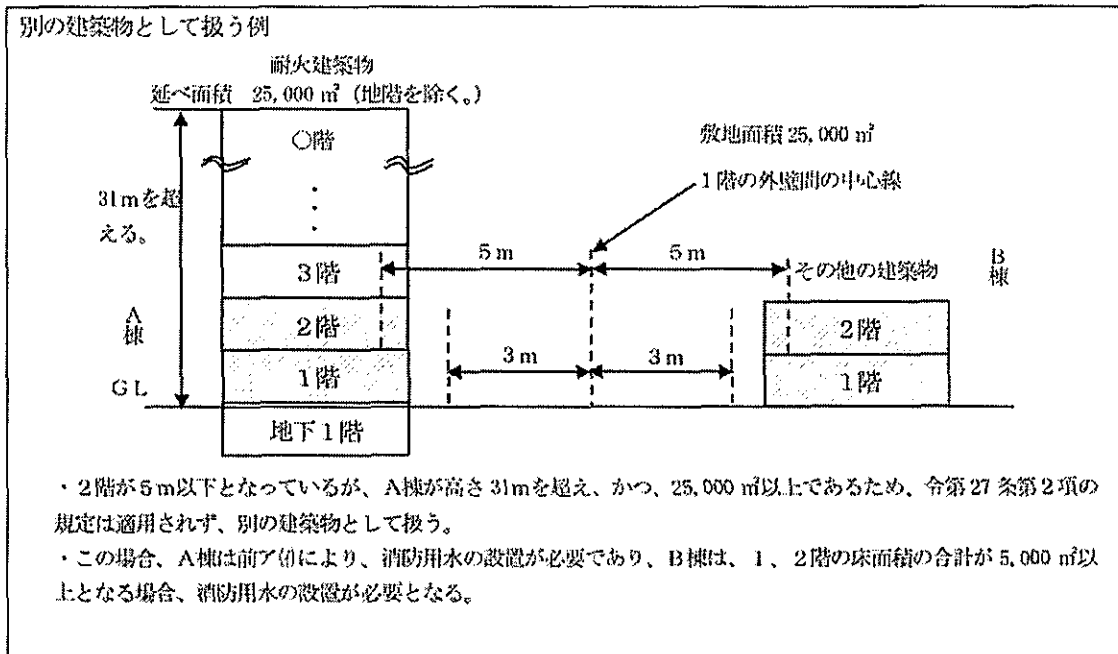 別の建築物として扱う例
耐火建築物
延べ面積 25,000 ㎡ (地階を除く。)
○階
31mを超
える。
敷地面積 25,000 ㎡
1階の外壁間の中心線
5m
5m
3階
その他の建築物
B棟
A棟
2階
2階
3m
3m
1階
1階
GL
地下1階
・2階が5m以下となっているが、A棟が高さ31mを超え、かつ、25,000 ㎡以上であるため、令第27条第2項の
規定は適用されず、別の建築物として扱う。
・この場合、A棟は前ア(イ)により、消防用水の設置が必要であり、B棟は、1、2階の床面積の合計が 5,000 ㎡以
上となる場合、消防用水の設置が必要となる。